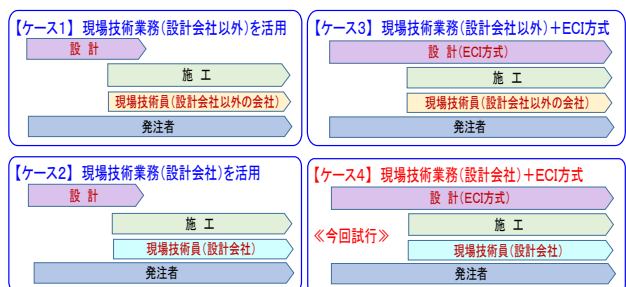 【ケース1】 現場技術業務(設計会社以外)を活用
設 計
施 工
現場技術員(設計会社以外の会社)
発注者
【ケース3】 現場技術業務(設計会社以外)+ECI方式
設 計(ECI方式)
施 工
現場技術員(設計会社以外の会社)
発注者
【ケース2】 現場技術業務(設計会社)を活用
設 計
施 工
現場技術員(設計会社)
発注者
【ケース4】 現場技術業務(設計会社)+ECI方式
設 計(ECI方式)
≪今回試行≫
施 工
現場技術員(設計会社)
発注者